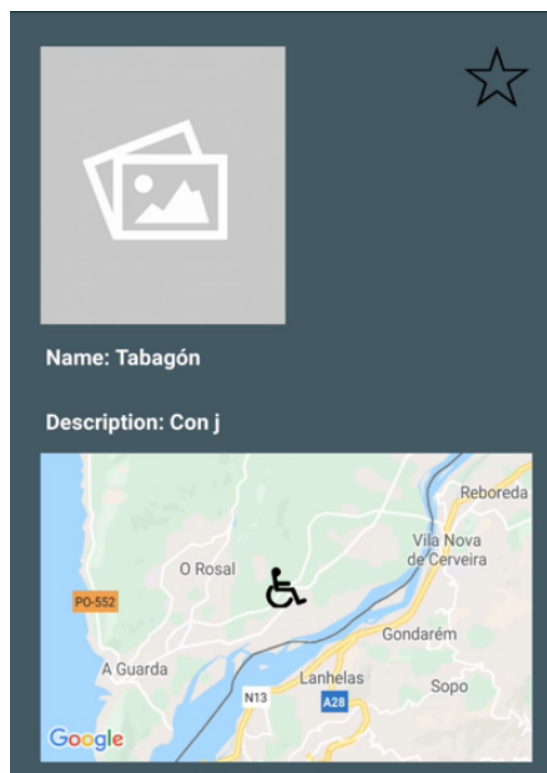 Name: Tabagón
Description: Con j
Reboreda
Vila Nova
de Cerveira
O Rosal
PO-552
Gondarém
A Guarda
Lanhelas
Sopo
N13
A28
Google